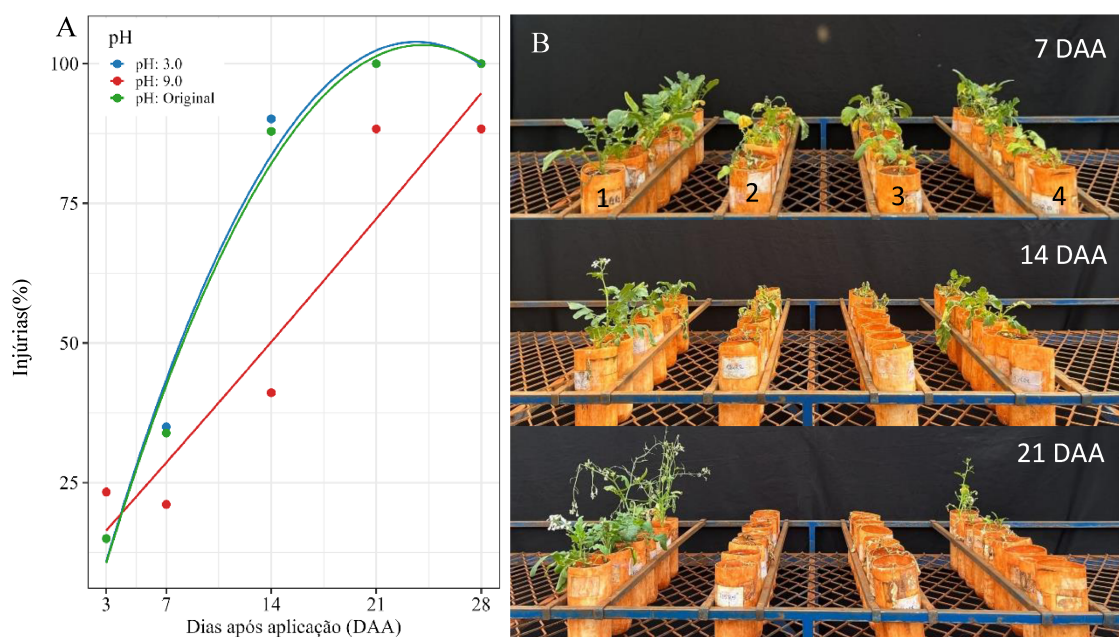 A
pH
pH: 3.0
pH: 9.0
pH: Original
100
75
50
25
Injúrias(%)
3 7 14 21 28
Dias após aplicação (DAA)
B
7 DAA
1 2 3 4
14 DAA
21 DAA